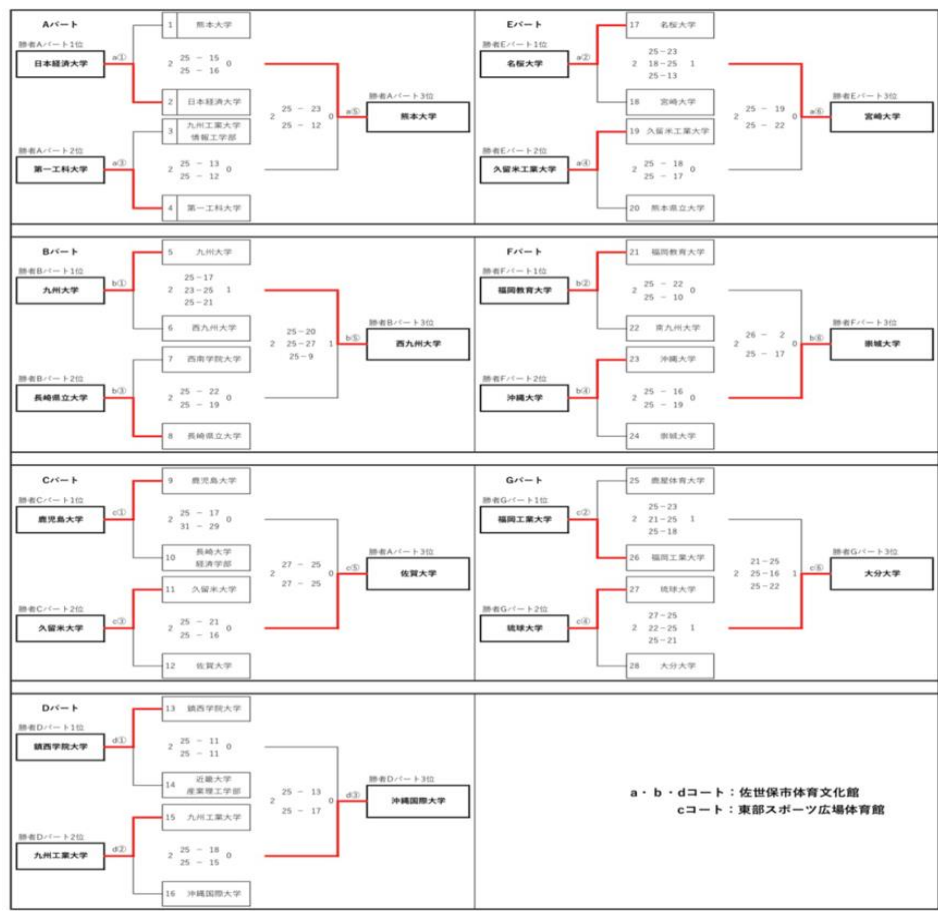 Aパート
勝者Aパート1位
日本経済大学
a①
1 熊本大学
2 25 － 15 0
25 － 16
2 日本経済大学
3 九州工業大学
情報工学部
勝者Aパート2位
第一工科大学
a③
2 25 － 13 0
25 － 12
4 第一工科大学
2 25 － 23 0
25 － 12
a⑤
勝者Aパート3位
熊本大学
Eパート
勝者Eパート1位
名桜大学
a②
17 名桜大学
25－23
2 18－25 1
25－13
18 宮崎大学
19 久留米工業大学
勝者Eパート2位
久留米工業大学
a④
2 25 － 18 0
25 － 17
20 熊本県立大学
2 25 － 19 0
25 － 22
a⑥
勝者Eパート3位
宮崎大学
Bパート
勝者Bパート1位
九州大学
b①
5 九州大学
25－17
2 23－25 1
25－21
6 西九州大学
7 西南学院大学
勝者Bパート2位
長崎県立大学
b③
2 25 － 22 0
25 － 19
8 長崎県立大学
25－20
2 25－27 1
25－9
b⑤
勝者Bパート3位
西九州大学
Fパート
勝者Fパート1位
福岡教育大学
b②
21 福岡教育大学
2 25 － 22 0
25 － 10
22 東九州大学
23 沖縄大学
勝者Fパート2位
沖縄大学
b④
2 25 － 16 0
25 － 19
24 崇城大学
2 26 － 2 0
25 － 17
b⑥
勝者Fパート3位
崇城大学
Cパート
勝者Cパート1位
鹿児島大学
c①
9 鹿児島大学
2 25 － 17 0
31 － 29
10 長崎大学
経済学部
11 久留米大学
勝者Cパート2位
久留米大学
c③
2 25 － 21 0
25 － 16
12 佐賀大学
2 27 － 25 0
27 － 25
c⑤
勝者Aパート3位
佐賀大学
Gパート
勝者Gパート1位
福岡工業大学
c②
25 鹿屋体育大学
25－23
2 21－25 1
25－18
26 福岡工業大学
27 琉球大学
勝者Gパート2位
琉球大学
c④
27－25
2 22－25 1
25－21
28 大分大学
21－25
2 25－16 1
25－22
c⑥
勝者Gパート3位
大分大学
Dパート
勝者Dパート1位
鎮西学院大学
d①
13 鎮西学院大学
2 25 － 11 0
25 － 11
14 近畿大学
産業理工学部
15 九州工業大学
勝者Dパート2位
九州工業大学
d②
2 25 － 18 0
25 － 15
16 沖縄国際大学
2 25 － 13 0
25 － 17
d③
勝者Dパート3位
沖縄国際大学
a・b・dコート：佐世保市体育文化館
cコート：東部スポーツ広場体育館